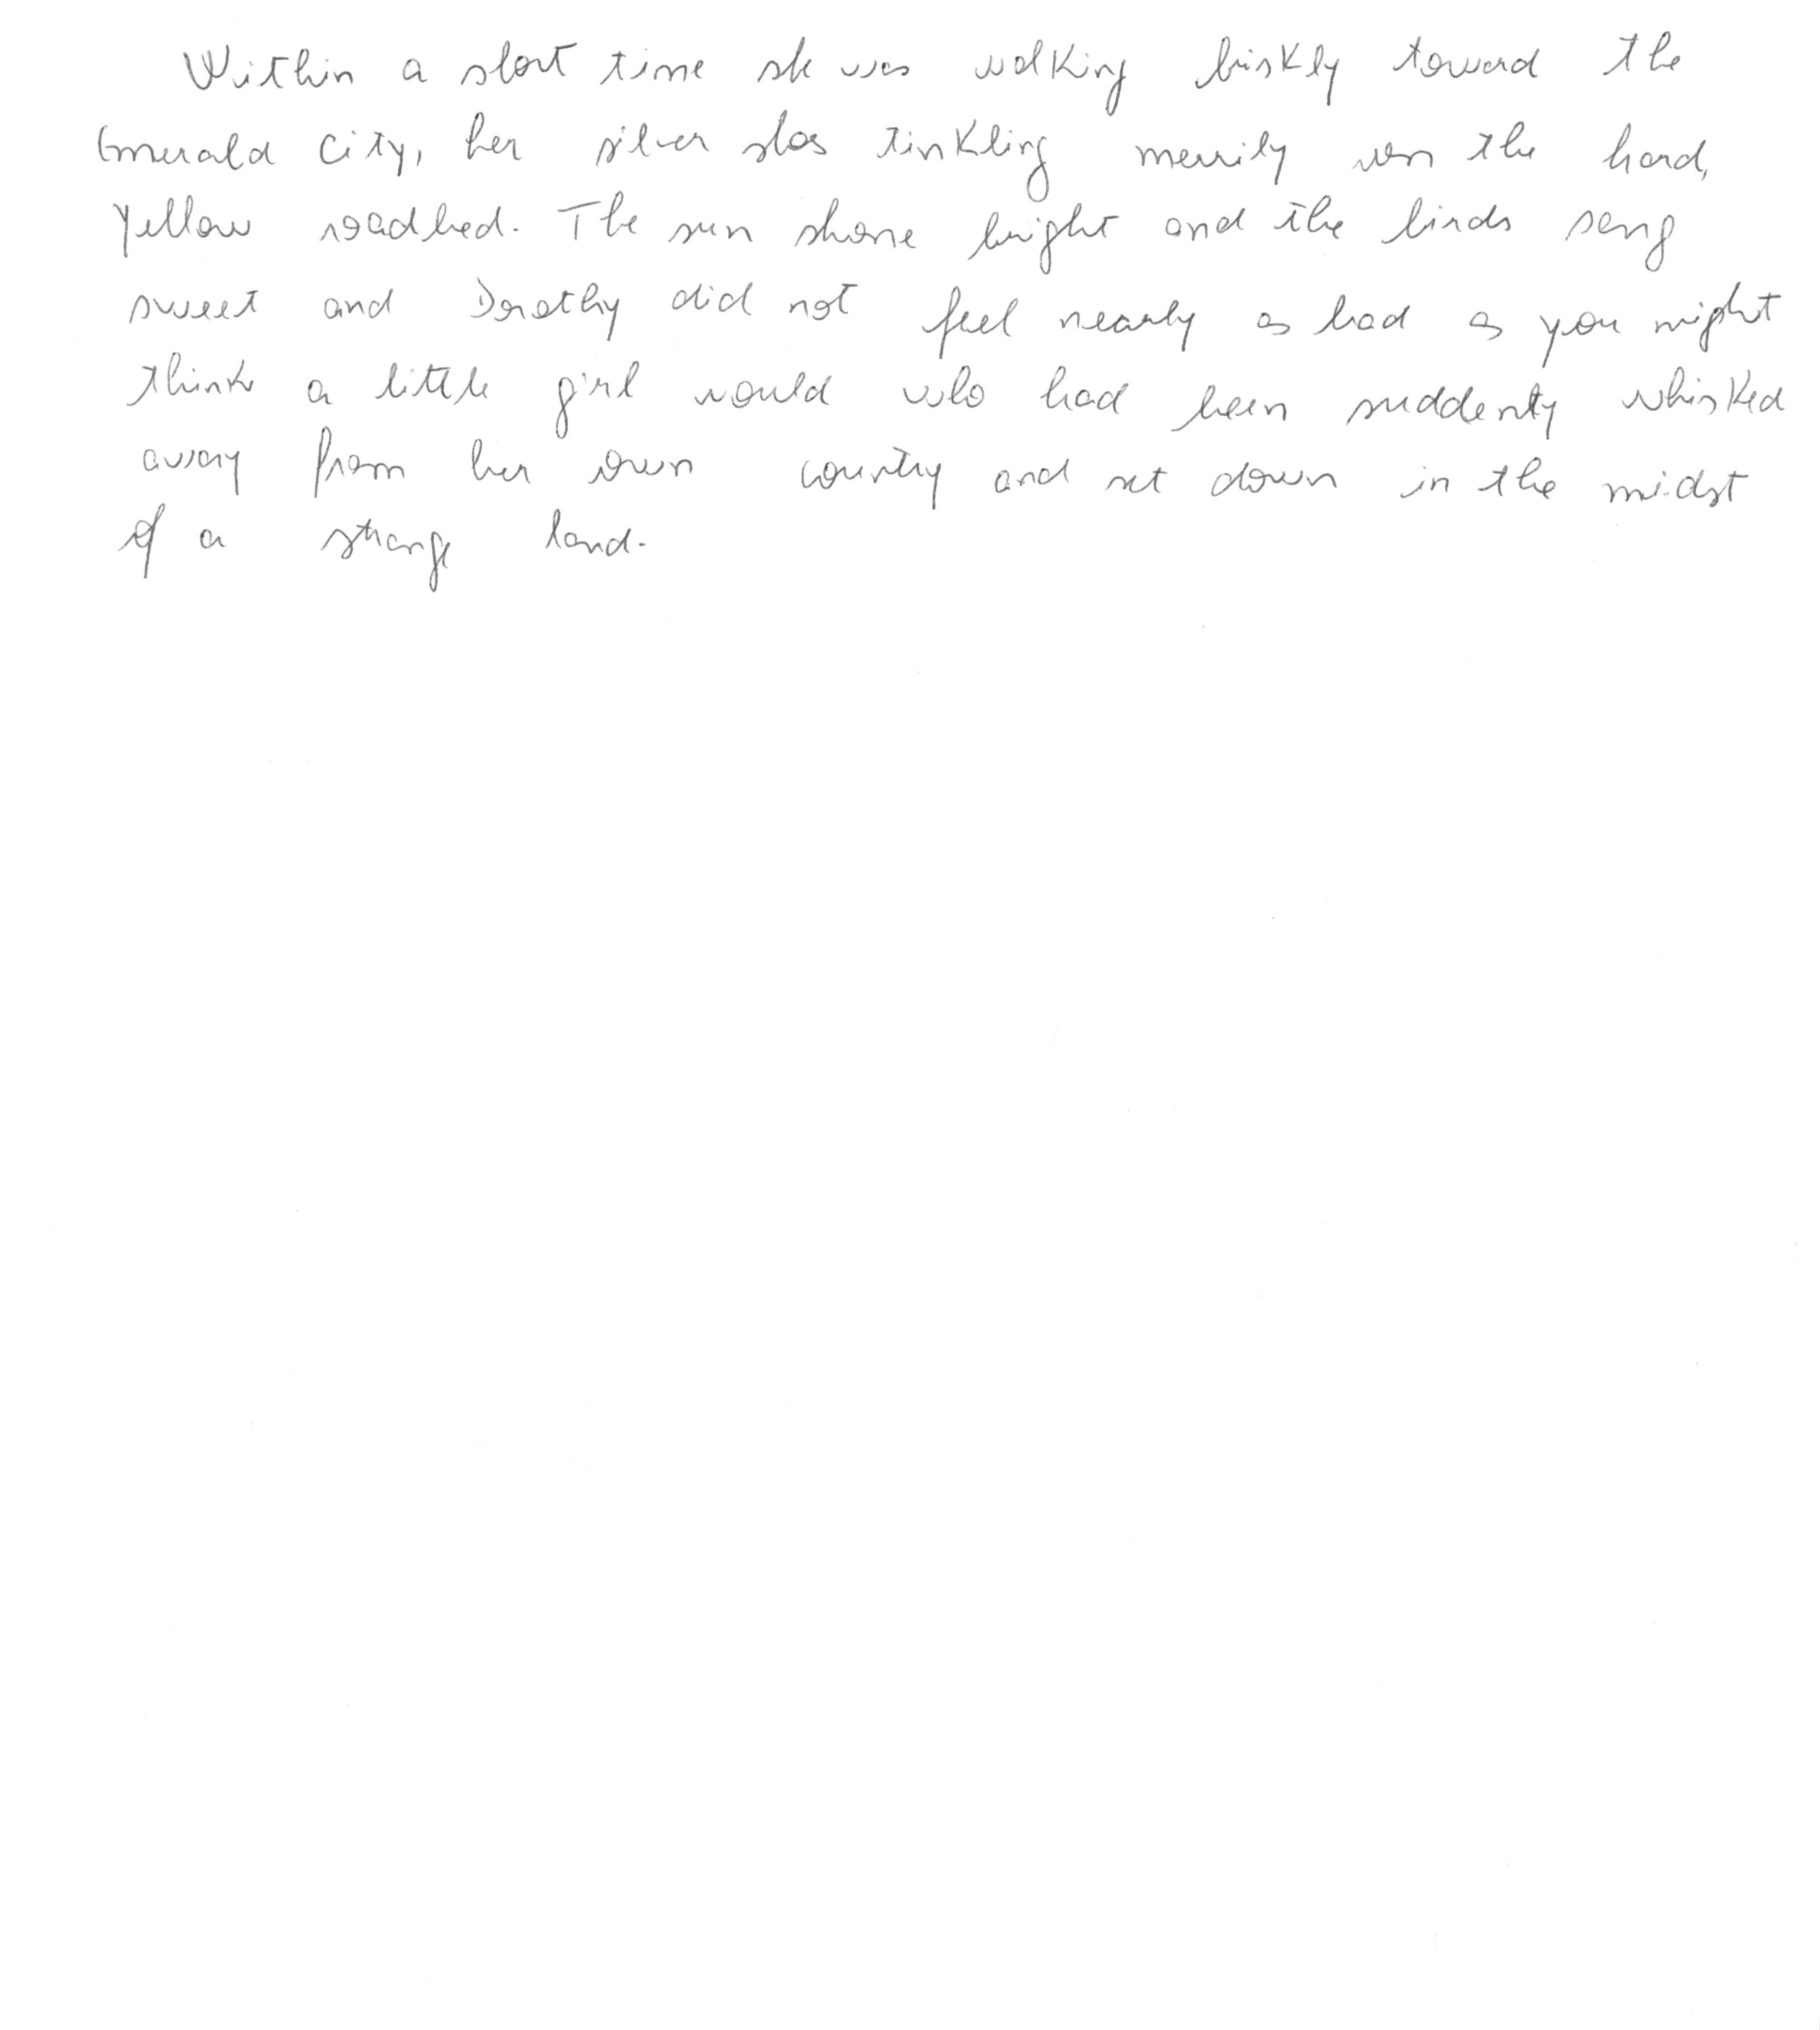 Within a short time she was walking briskly toward the
Emerald City, her silver shoes tinkling merrily on the hard,
yellow roadbed. The sun shone bright and the birds sang
sweet and Dorothy did not feel nearly as bad as you might
think a little girl would who had been suddenly whisked
away from her own country and set down in the midst
of a strange land.